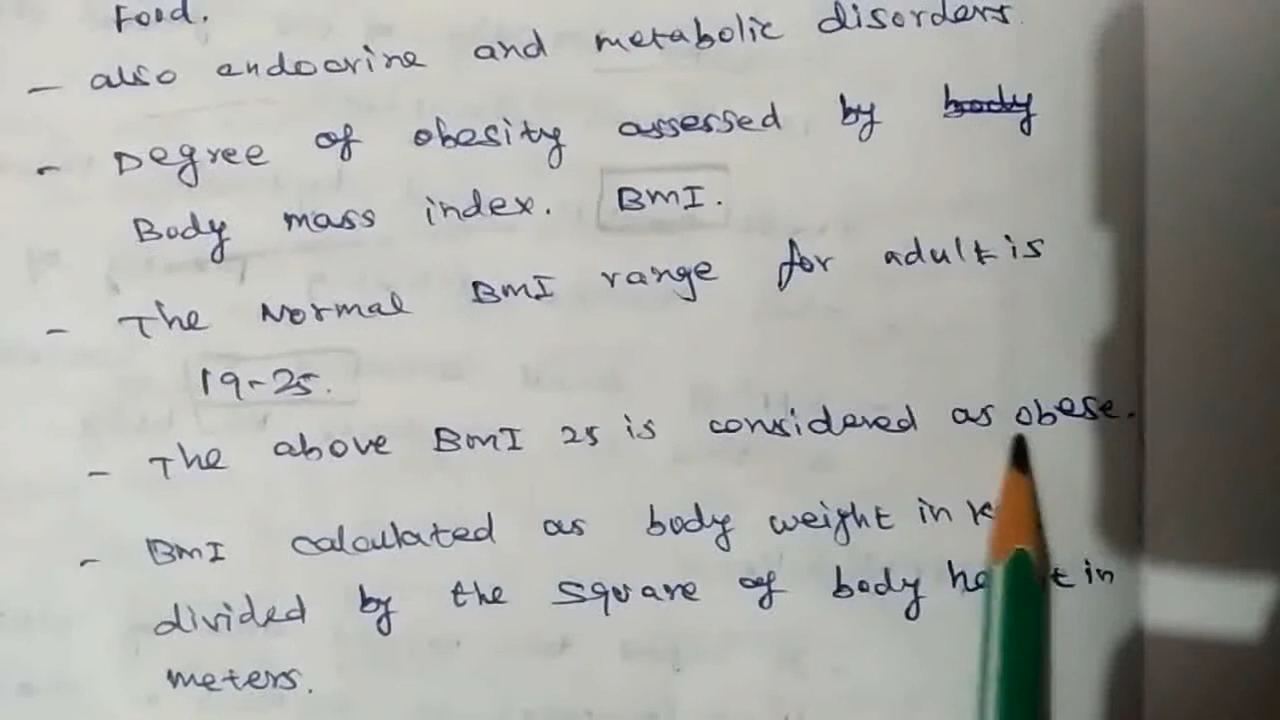 Food.
- also endocrine and metabolic disorders.
- Degree of obesity assessed by body
Body mass index. BMI.
- The Normal BMI range for adult is
19-25.
- The above BMI 25 is considered as obese.
- BMI calculated as body weight in
divided by the square of body in
meters.